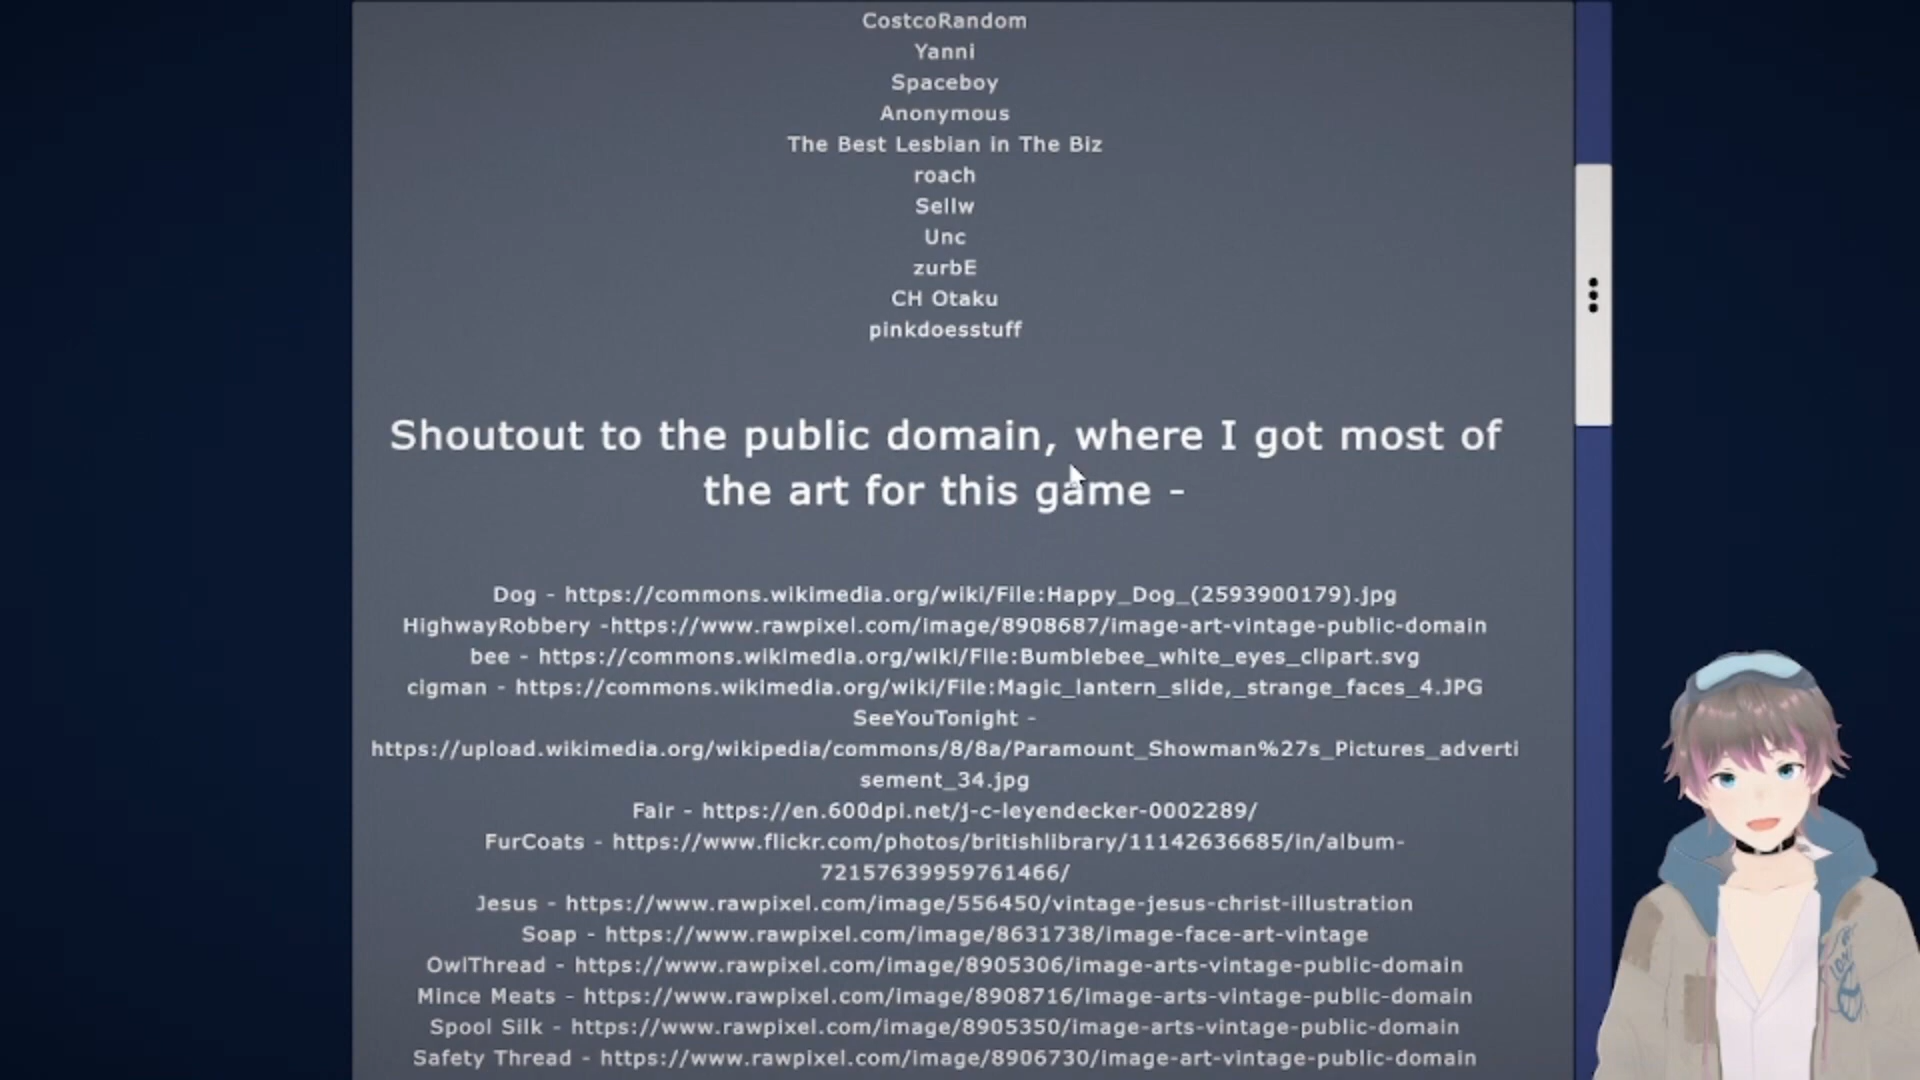 CostcoRandom
Yanni
Spaceboy
Anonymous
The Best Lesbian in The Biz
roach
Sellw
Unc
zurbE
CH Otaku
pinkdoesstuff
Shoutout to the public domain, where I got most of
the art for this game -
Dog - https://commons.wikimedia.org/wiki/File:Happy_Dog_(2593900179).jpg
HighwayRobbery -https://www.rawpixel.com/image/8908687/image-art-vintage-public-domain
bee - https://commons.wikimedia.org/wiki/File:Bumblebee_white_eyes_clipart.svg
cigman - https://commons.wikimedia.org/wiki/File:Magic_lantern_slide,_strange_faces_4.JPG
SeeYouTonight -
https://upload.wikimedia.org/wikipedia/commons/8/8a/Paramount_Showman%27s_Pictures_adverti
sement_34.jpg
Fair - https://en.600dpi.net/j-c-leyendecker-0002289/
FurCoats - https://www.flickr.com/photos/britishlibrary/11142636685/in/album-
72157639959761466/
Jesus - https://www.rawpixel.com/image/556450/vintage-jesus-christ-illustration
Soap - https://www.rawpixel.com/image/8631738/image-face-art-vintage
OwlThread - https://www.rawpixel.com/image/8905306/image-arts-vintage-public-domain
Mince Meats - https://www.rawpixel.com/image/8908716/image-arts-vintage-public-domain
Spool Silk - https://www.rawpixel.com/image/8905350/image-arts-vintage-public-domain
Safety Thread - https://www.rawpixel.com/image/8906730/image-art-vintage-public-domain